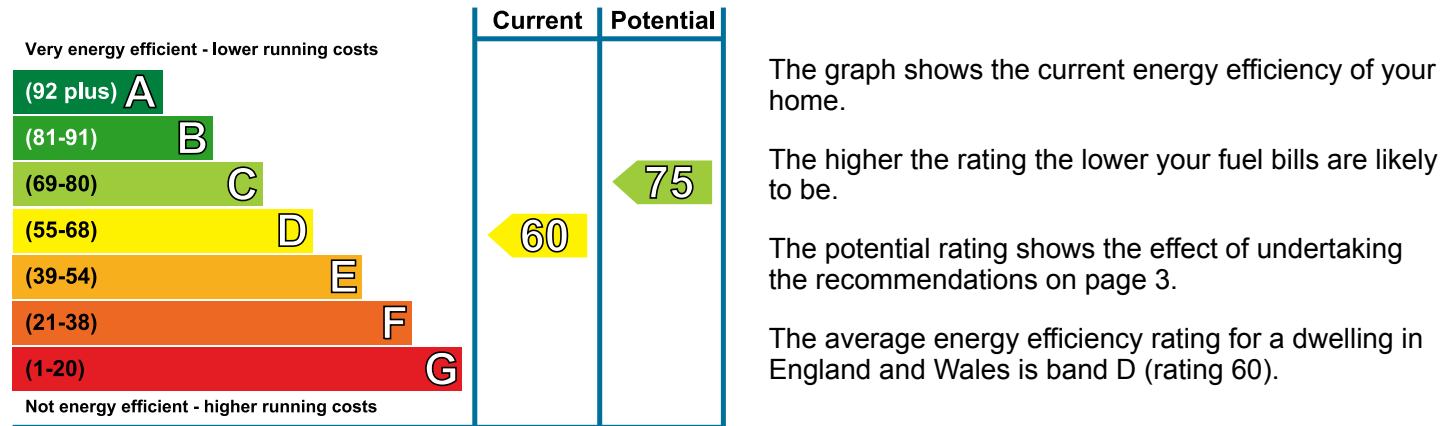 Current Potential
Very energy efficient - lower running costs
(92 plus) A
(81-91) B
(69-80) C
(55-68) D
(39-54) E
(21-38) F
(1-20) G
Not energy efficient - higher running costs
60
75
The graph shows the current energy efficiency of your
home.
The higher the rating the lower your fuel bills are likely
to be.
The potential rating shows the effect of undertaking
the recommendations on page 3.
The average energy efficiency rating for a dwelling in
England and Wales is band D (rating 60).